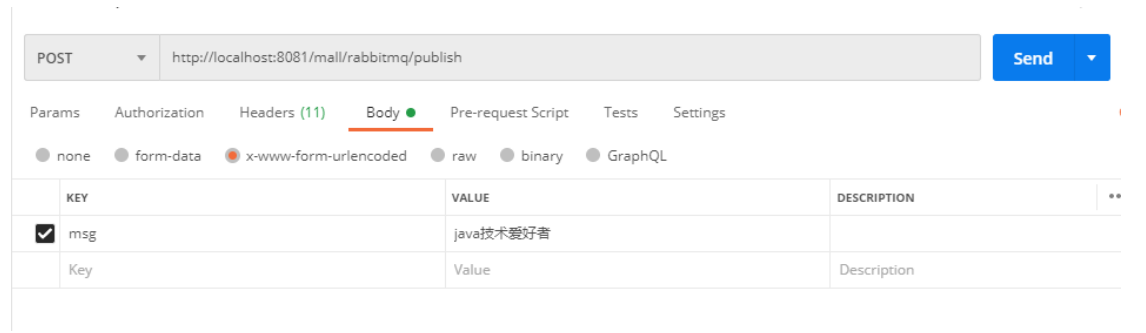 POST http://localhost:8081/mall/rabbitmq/publish Send
Params Authorization Headers (11) Body Pre-request Script Tests Settings
none form-data x-www-form-urlencoded raw binary GraphQL
KEY VALUE DESCRIPTION
msg java技术爱好者
Key Value Description